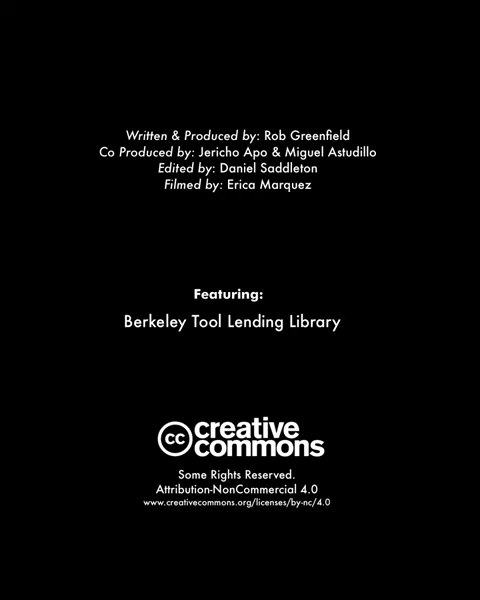 Written & Produced by: Rob Greenfield
Co Produced by: Jericho Apo & Miguel Astudillo
Edited by: Daniel Saddleton
Filmed by: Erica Marquez
Featuring:
Berkeley Tool Lending Library
cc creative
commons
Some Rights Reserved.
Attribution-NonCommercial 4.0
www.creativecommons.org/licenses/by-nc/4.0